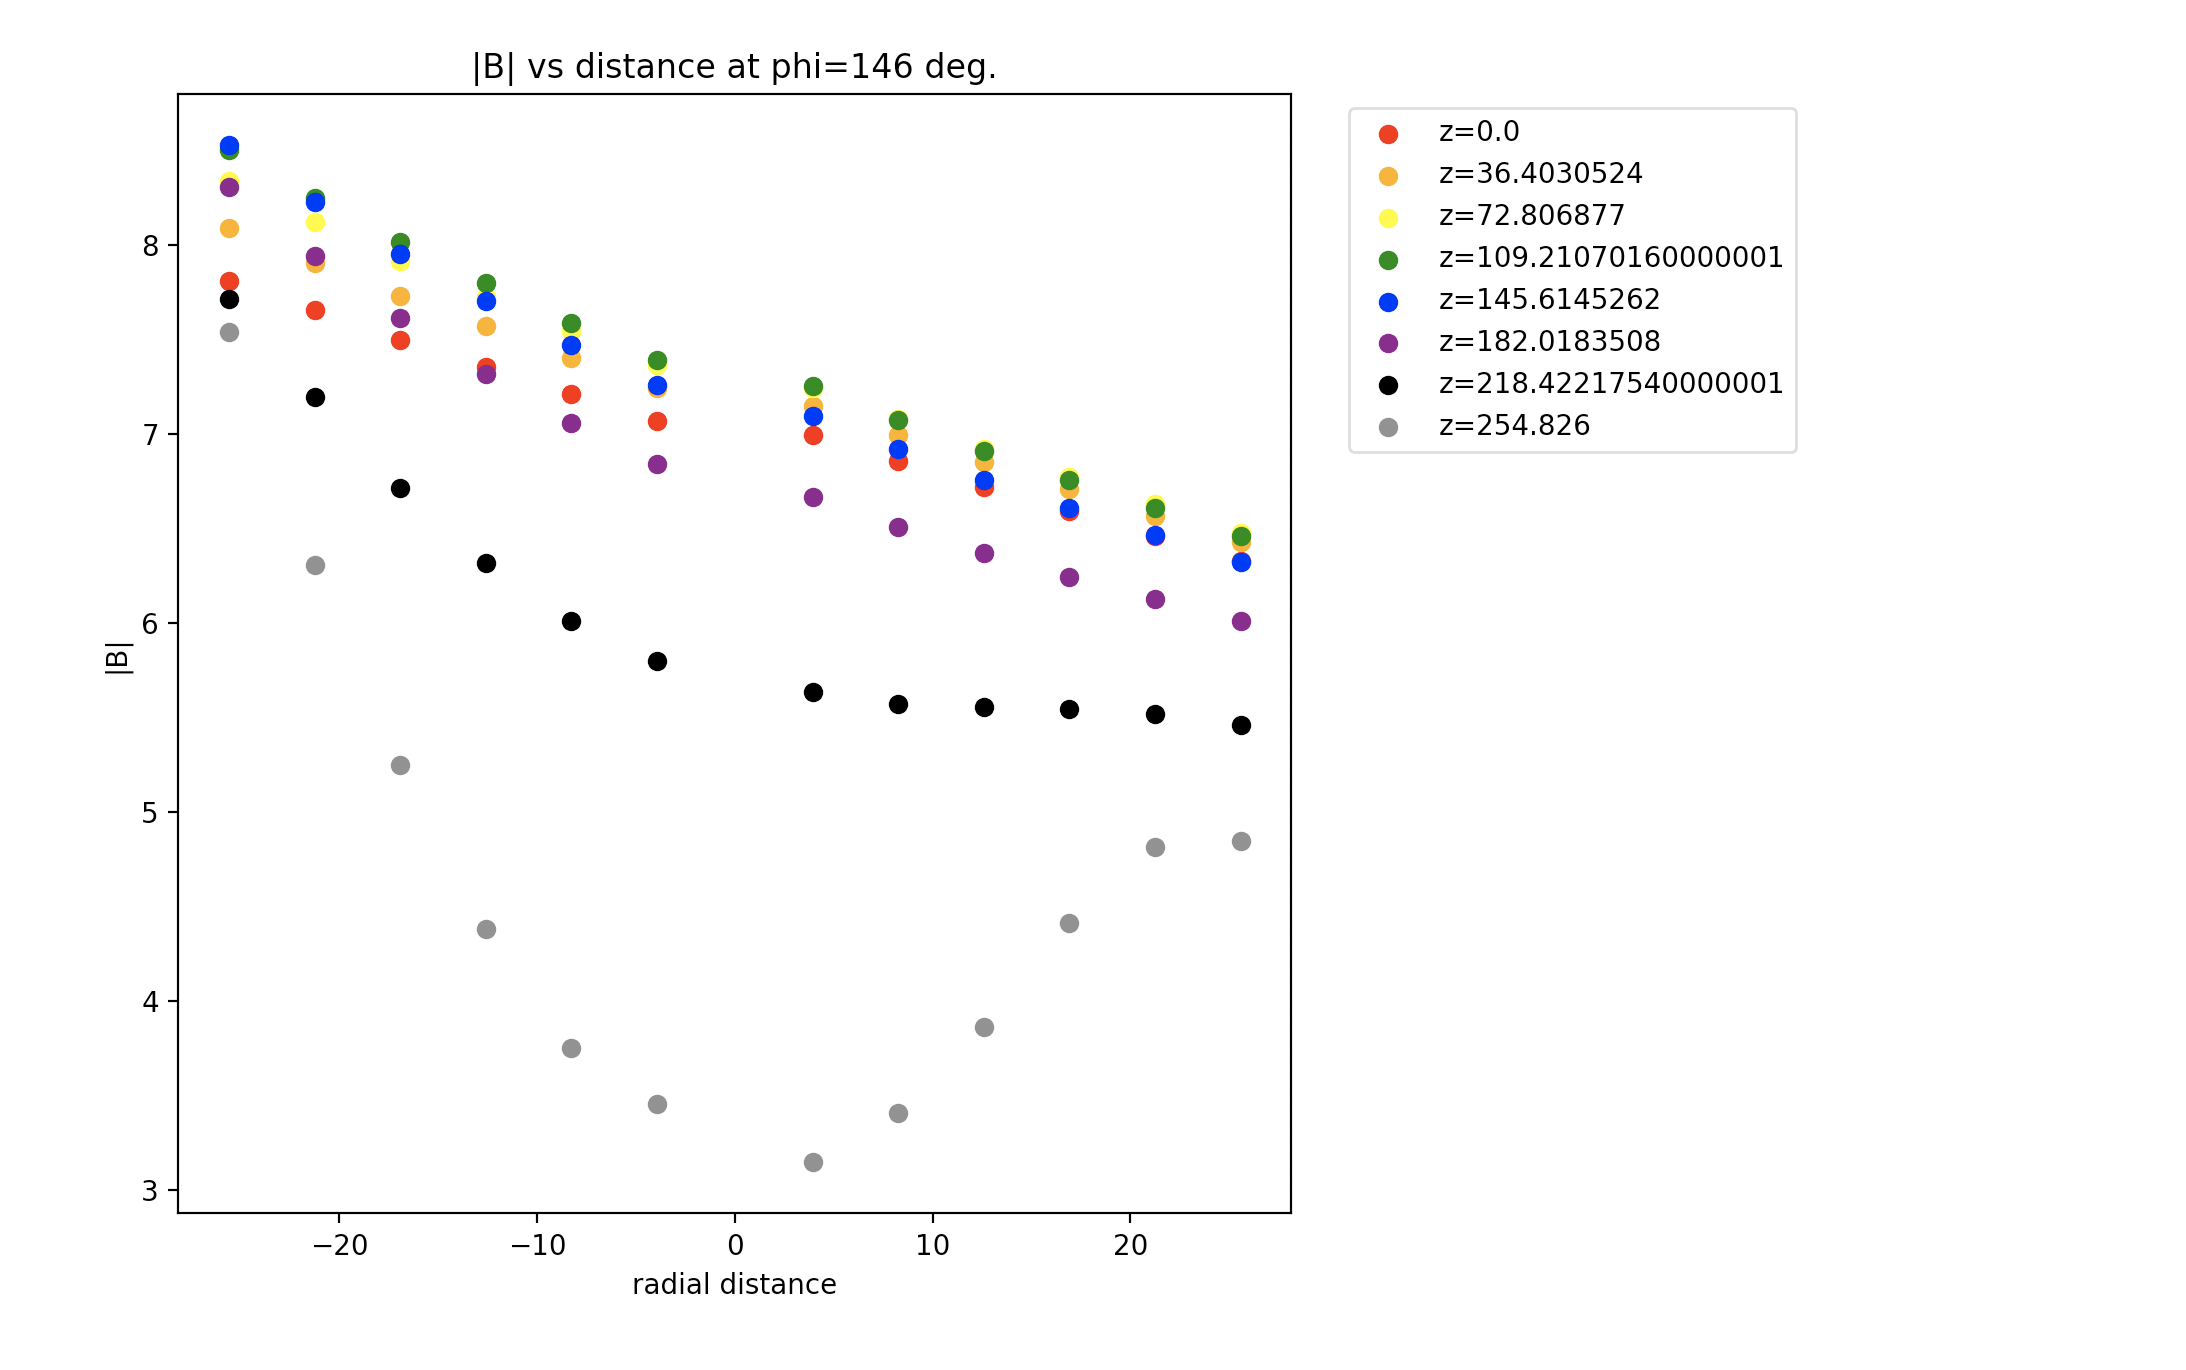 |B| vs distance at phi=146 deg.
z=0.0
z=36.4030524
z=72.806877
z=109.21070160000001
z=145.6145262
z=182.0183508
z=218.42217540000001
z=254.826
|B|
8
7
6
5
4
3
−20 −10 0 10 20
radial distance